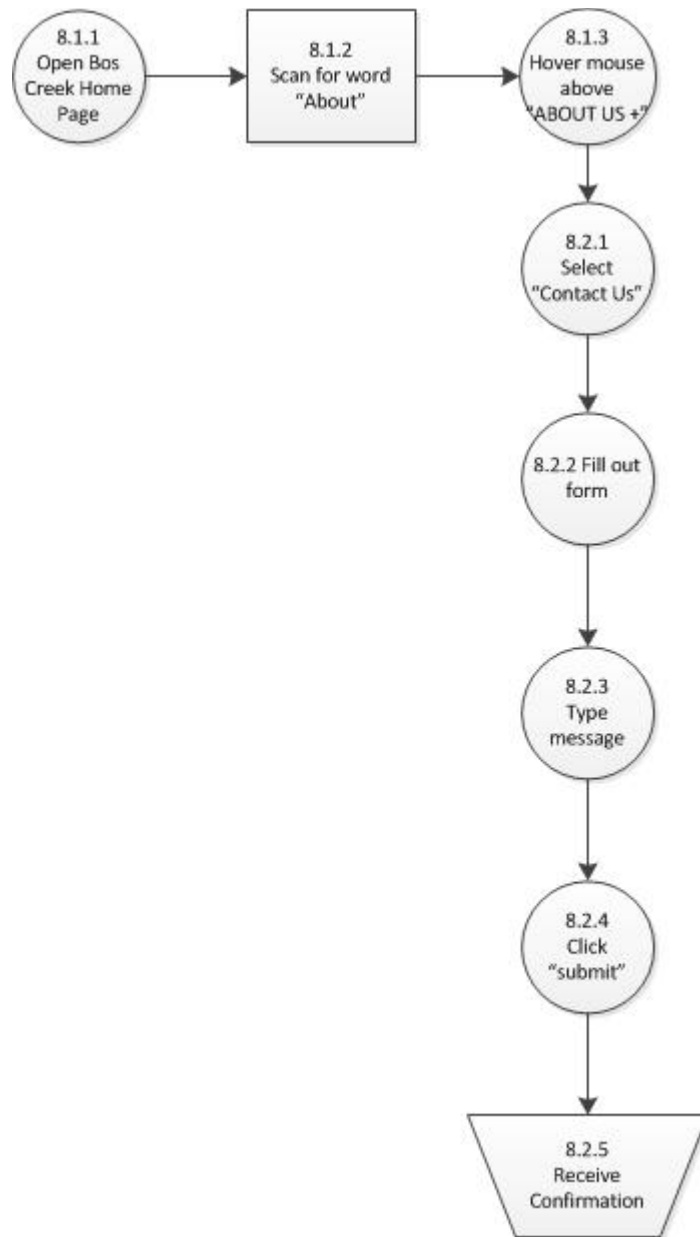 8.1.1
Open Bos
Creek Home
Page
8.1.2
Scan for word
“About”
8.1.3
Hover mouse
above
“ABOUT US +”
8.2.1
Select
“Contact Us”
8.2.2 Fill out
form
8.2.3
Type
message
8.2.4
Click
“submit”
8.2.5
Receive
Confirmation